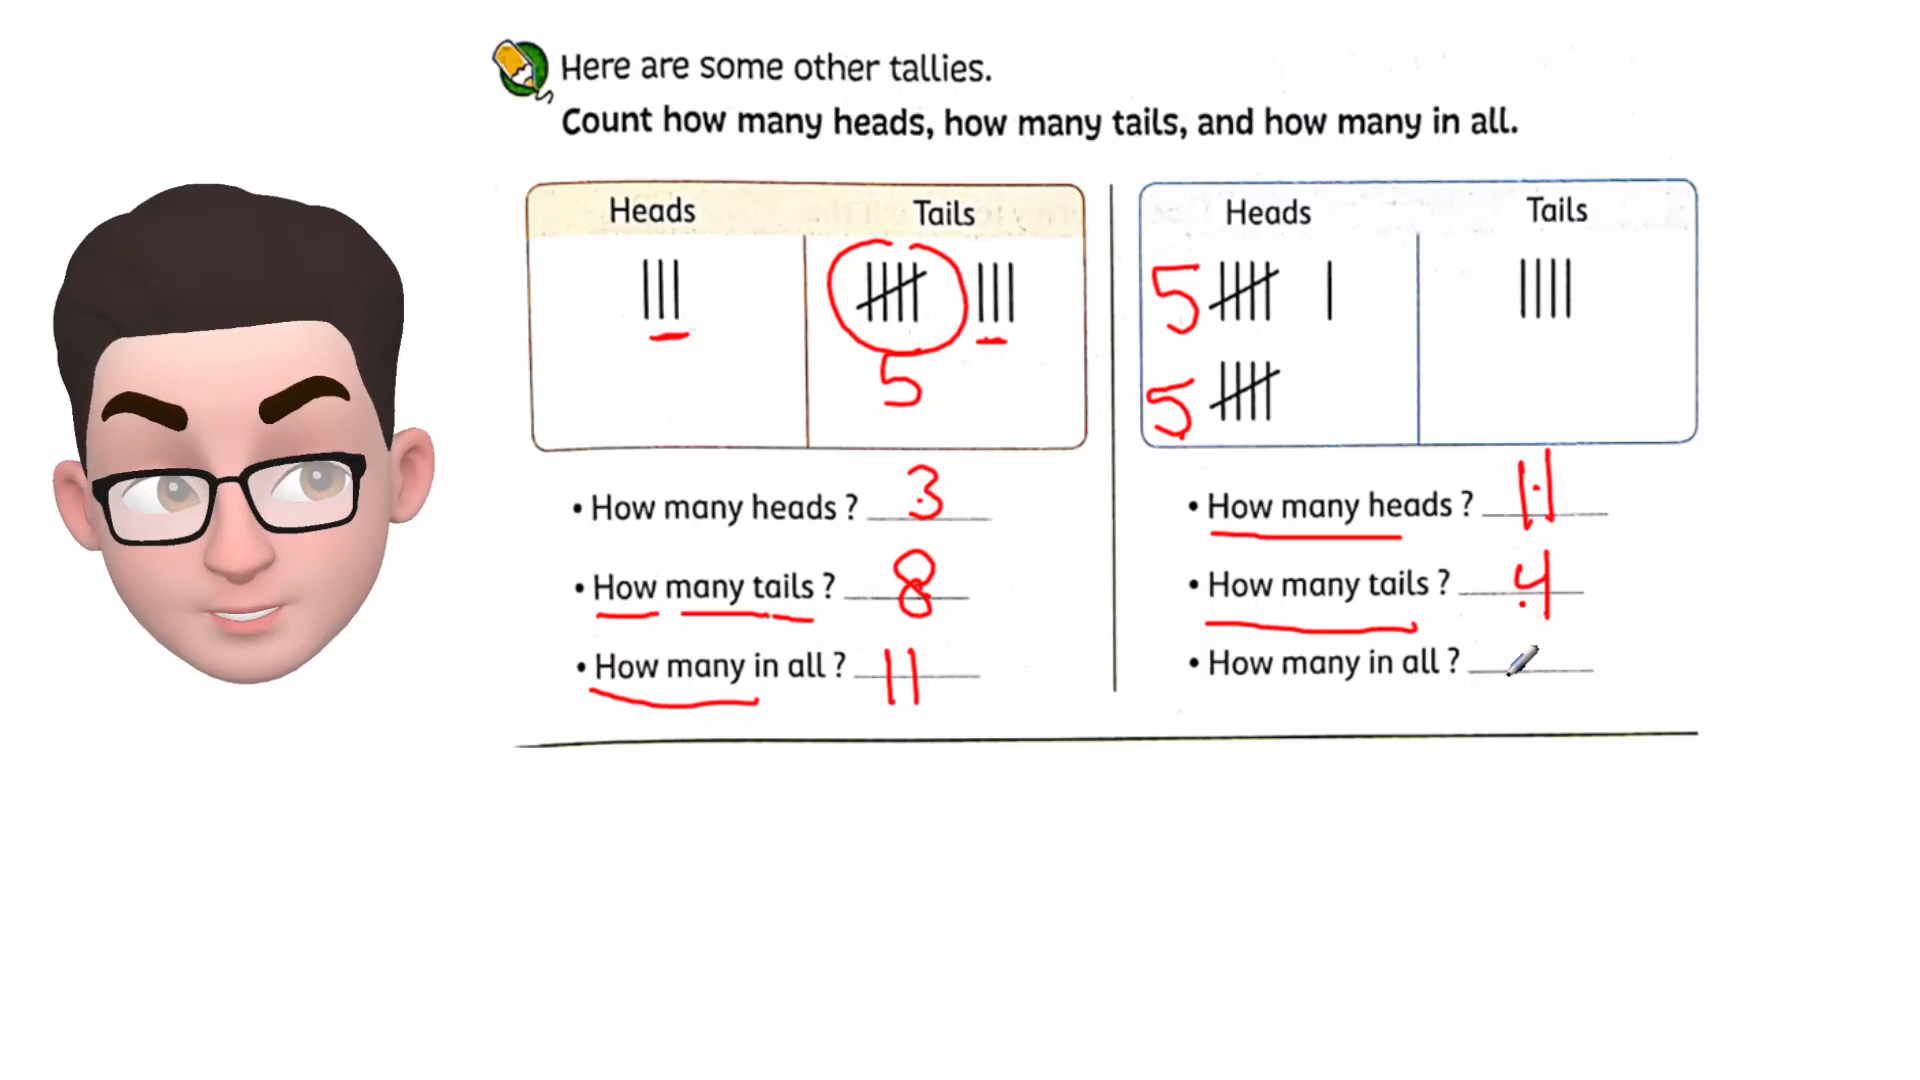 Here are some other tallies.
Count how many heads, how many tails, and how many in all.
Heads Tails
5
• How many heads ? 3
• How many tails ? 8
• How many in all ? 11
Heads Tails
5
5
• How many heads ? 11
• How many tails ? 4
• How many in all ?